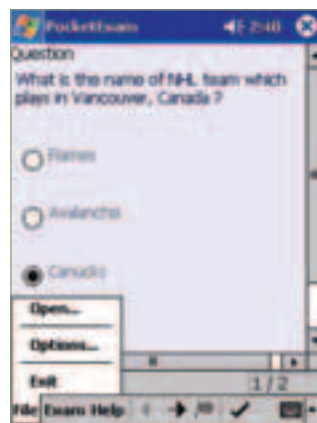 PocketExam 2:40
Question
What is the name of NHL team which
plays in Vancouver, Canada ?
Flames
Avalanche
Canucks
Open...
Options...
Exit
1 / 2
File Exam Help